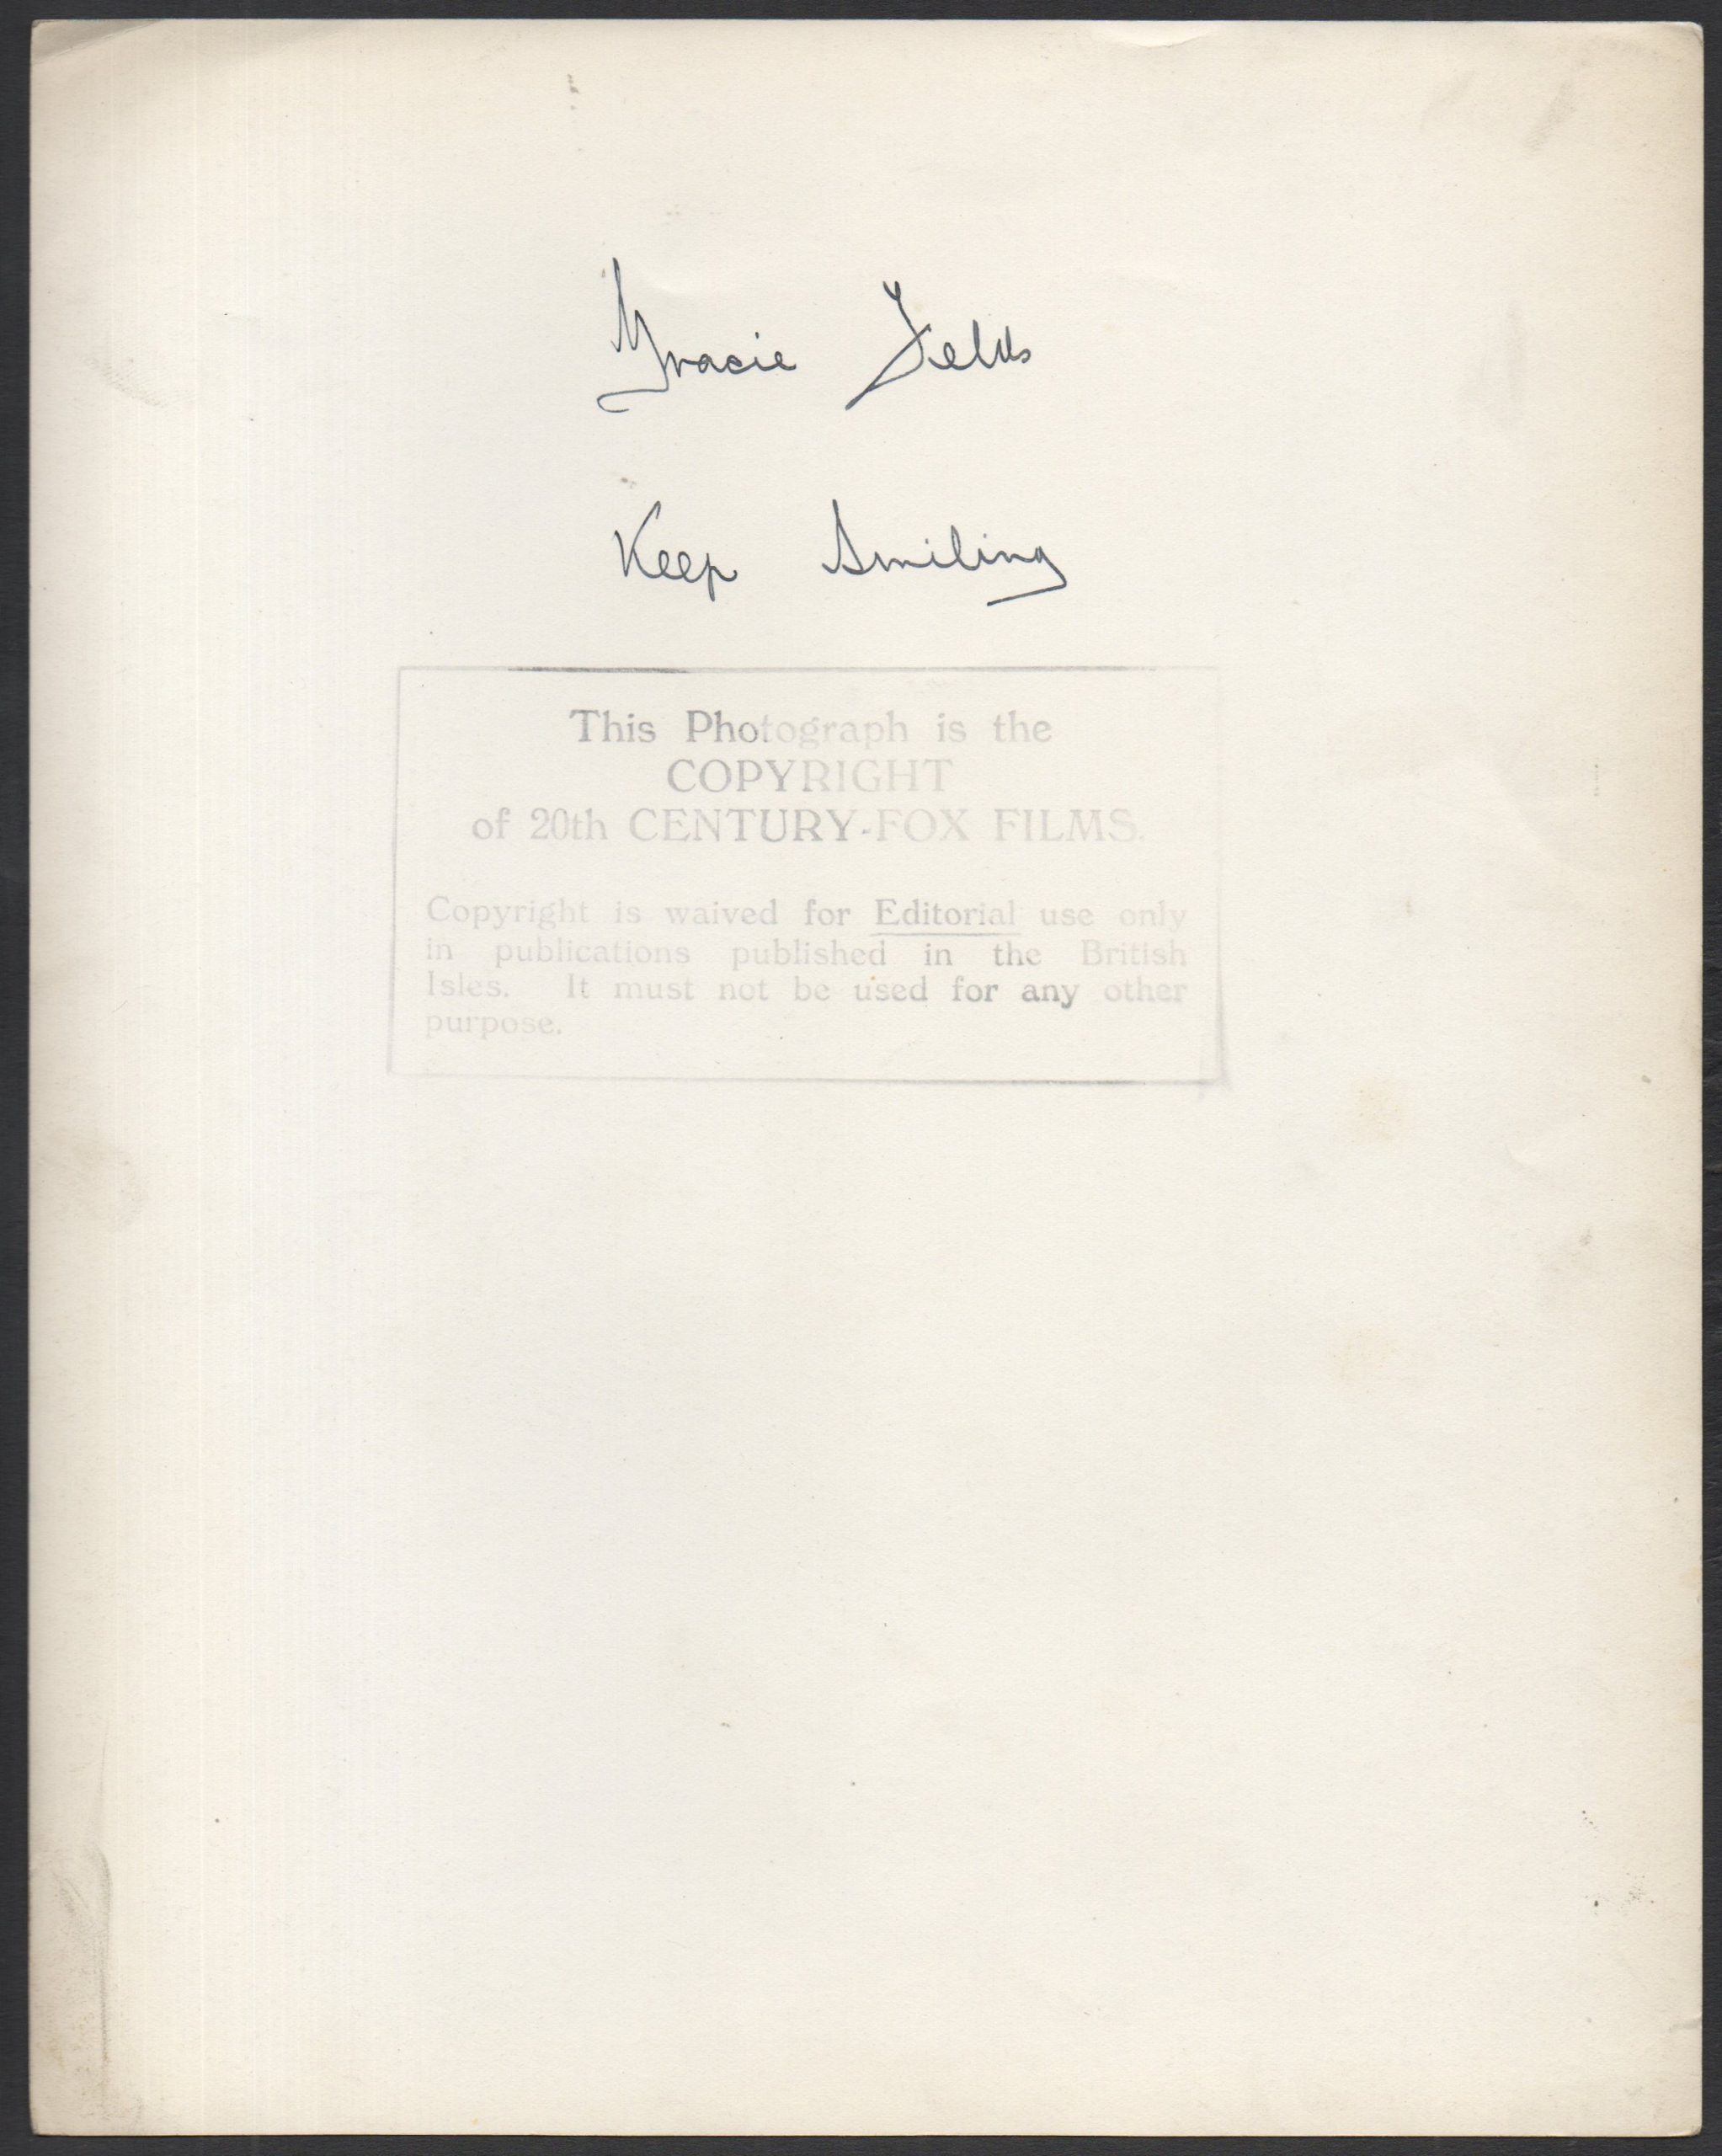 Gracie Fields
Keep Smiling
This Photograph is the
COPYRIGHT
of 20th CENTURY-FOX FILMS.
Copyright is waived for Editorial use only
in publications published in the British
Isles. It must not be used for any other
purpose.